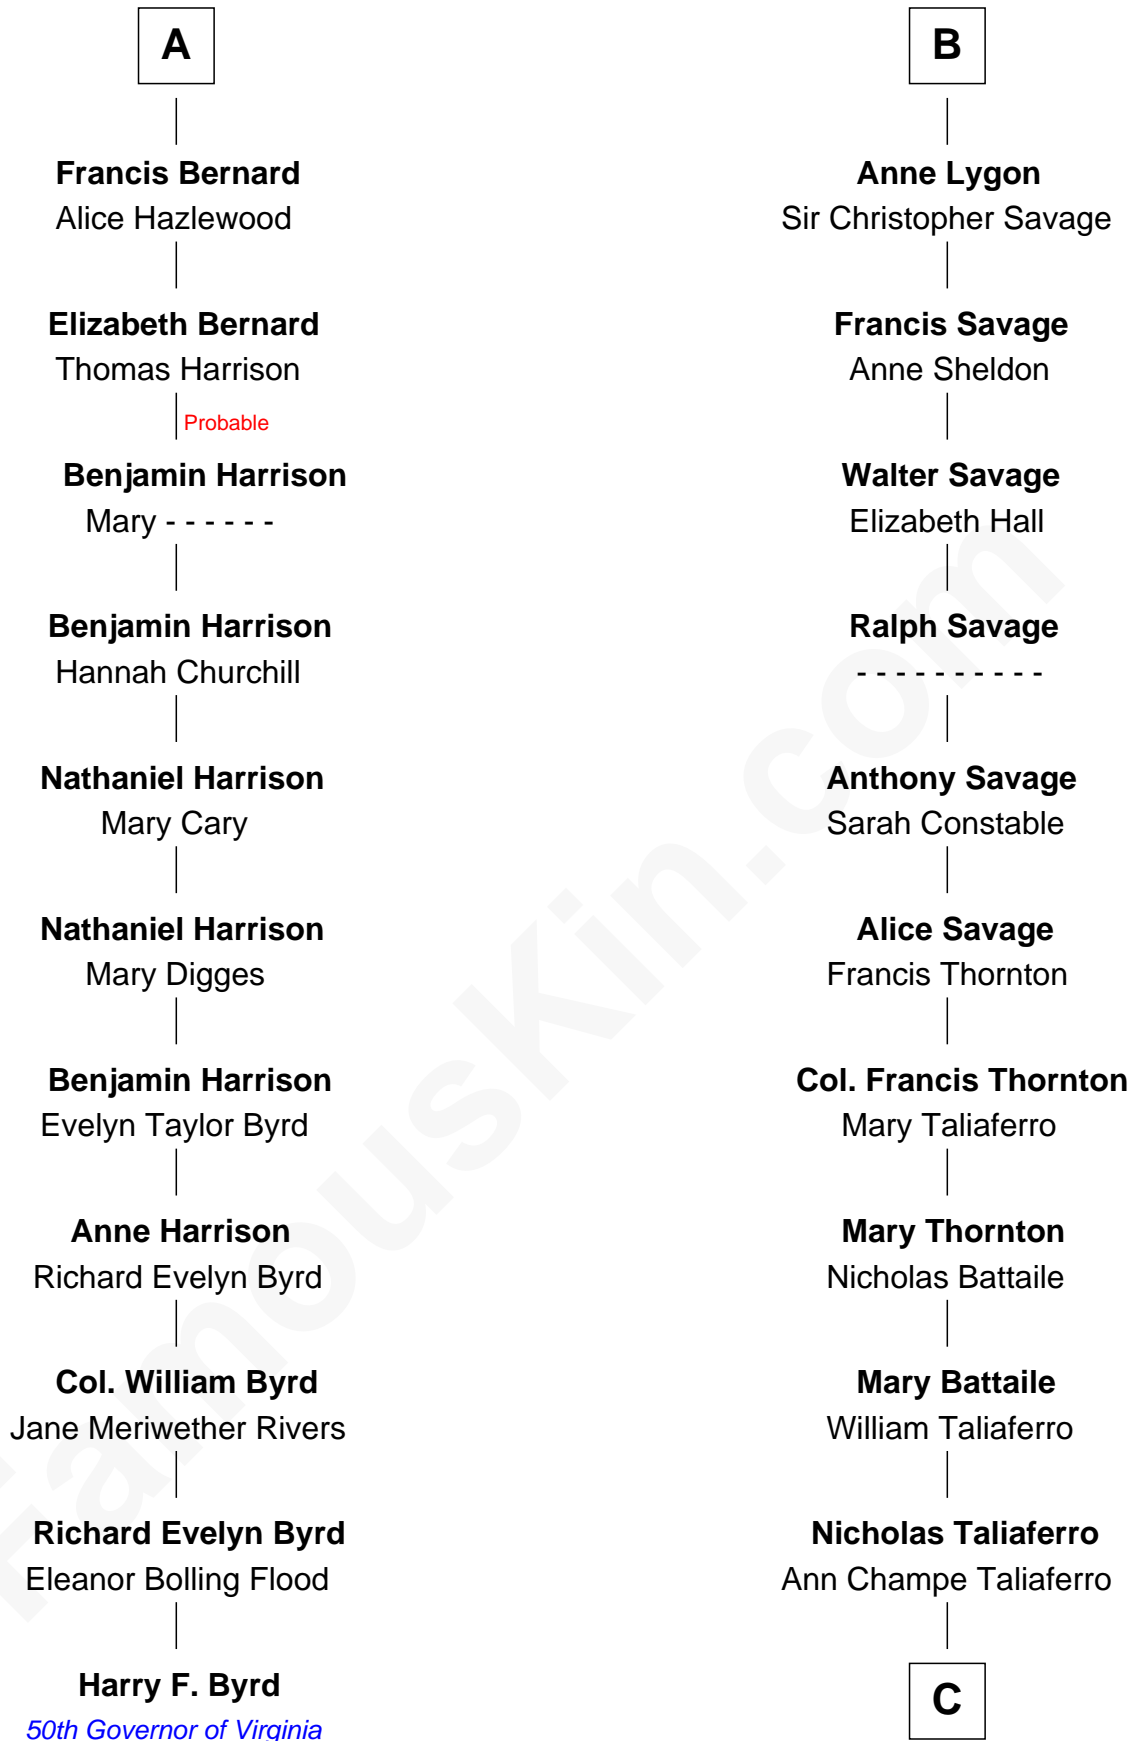 A
Francis Bernard
Alice Hazlewood
Elizabeth Bernard
Thomas Harrison
Probable
Benjamin Harrison
Mary - - - - - -
Benjamin Harrison
Hannah Churchill
Nathaniel Harrison
Mary Cary
Nathaniel Harrison
Mary Digges
Benjamin Harrison
Evelyn Taylor Byrd
Anne Harrison
Richard Evelyn Byrd
Col. William Byrd
Jane Meriwether Rivers
Richard Evelyn Byrd
Eleanor Bolling Flood
Harry F. Byrd
50th Governor of Virginia
B
Anne Lygon
Sir Christopher Savage
Francis Savage
Anne Sheldon
Walter Savage
Elizabeth Hall
Ralph Savage
- - - - - - - - - -
Anthony Savage
Sarah Constable
Alice Savage
Francis Thornton
Col. Francis Thornton
Mary Taliaferro
Mary Thornton
Nicholas Battaile
Mary Battaile
William Taliaferro
Nicholas Taliaferro
Ann Champe Taliaferro
C
FamousKin.com